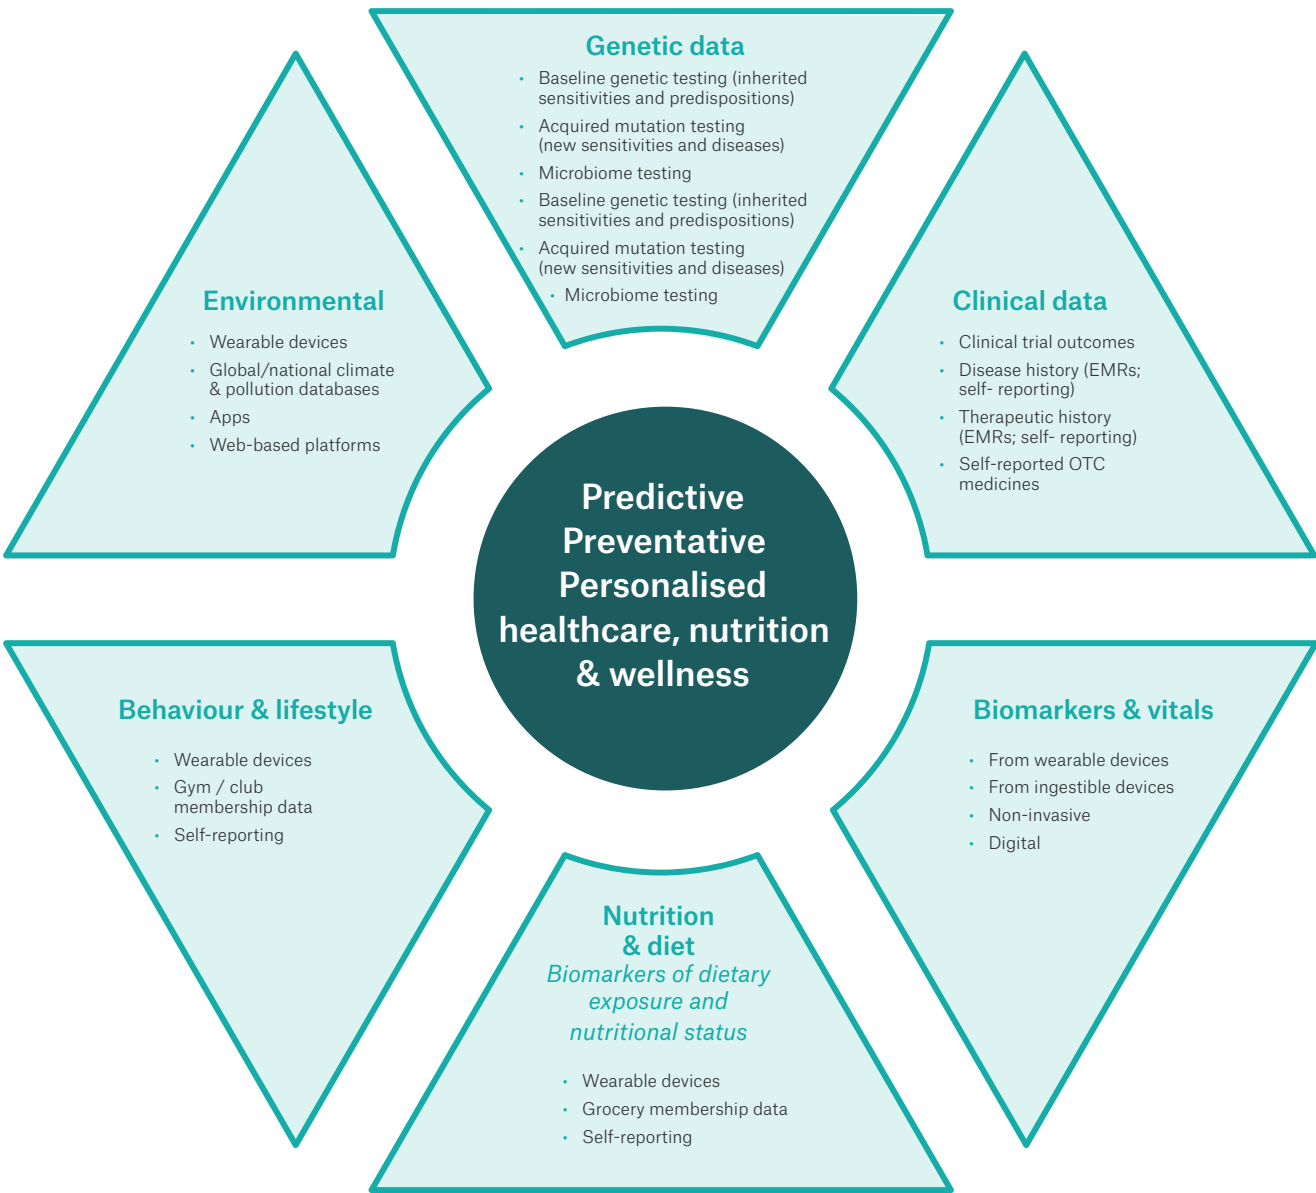 Genetic data
• Baseline genetic testing (inherited
sensitivities and predispositions)
• Acquired mutation testing
(new sensitivities and diseases)
• Microbiome testing
• Baseline genetic testing (inherited
sensitivities and predispositions)
• Acquired mutation testing
(new sensitivities and diseases)
• Microbiome testing
Environmental
• Wearable devices
• Global/national climate
& pollution databases
• Apps
• Web-based platforms
Clinical data
• Clinical trial outcomes
• Disease history (EMRs;
self- reporting)
• Therapeutic history
(EMRs; self- reporting)
• Self-reported OTC
medicines
Predictive
Preventative
Personalised
healthcare, nutrition
& wellness
Behaviour & lifestyle
• Wearable devices
• Gym / club
membership data
• Self-reporting
Biomarkers & vitals
• From wearable devices
• From ingestible devices
• Non-invasive
• Digital
Nutrition
& diet
Biomarkers of dietary
exposure and
nutritional status
• Wearable devices
• Grocery membership data
• Self-reporting